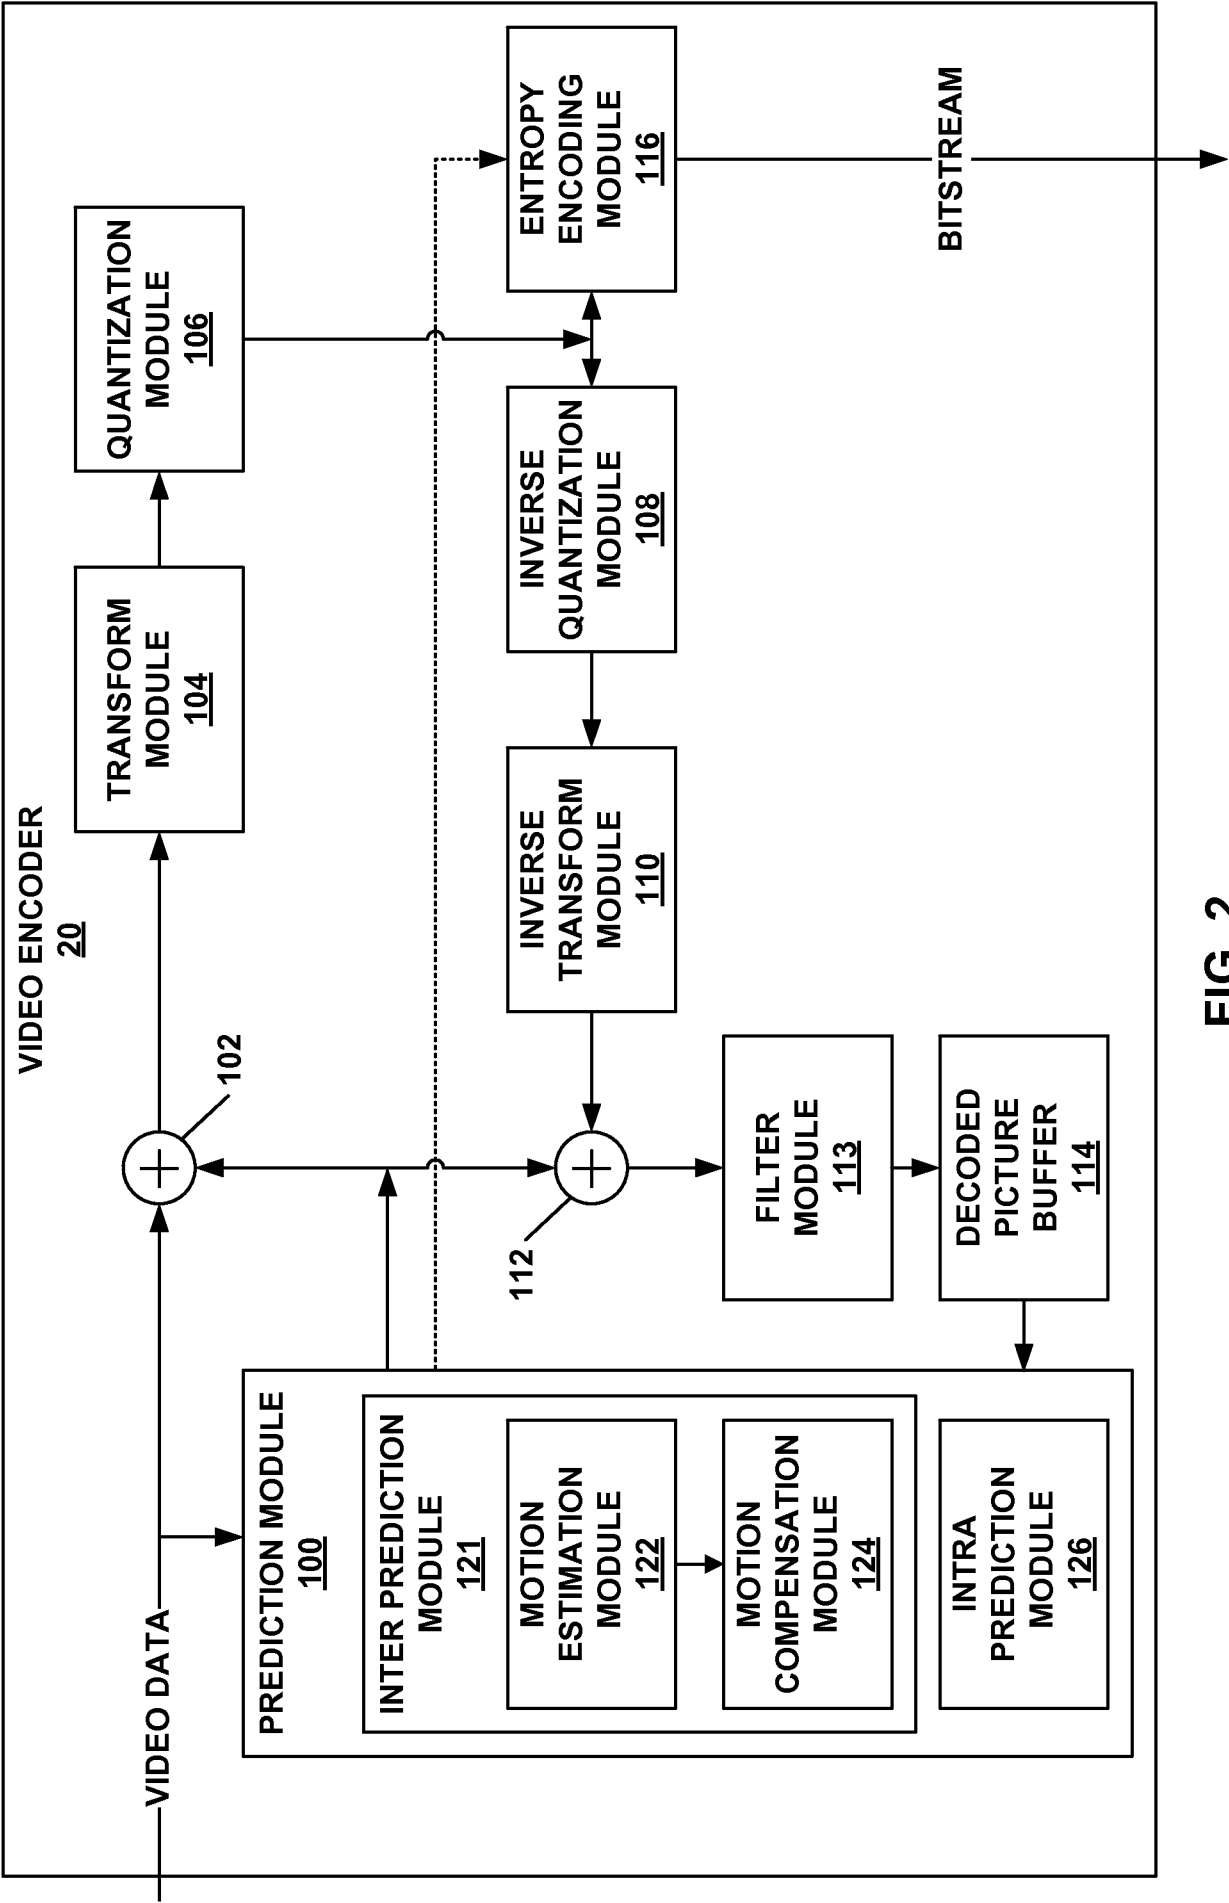 VIDEO ENCODER
20
VIDEO DATA
102
TRANSFORM
MODULE
104
QUANTIZATION
MODULE
106
PREDICTION MODULE
100
INTER PREDICTION
MODULE
121
MOTION
ESTIMATION
MODULE
122
MOTION
COMPENSATION
MODULE
124
INTRA
PREDICTION
MODULE
126
112
INVERSE
TRANSFORM
MODULE
110
INVERSE
QUANTIZATION
MODULE
108
ENTROPY
ENCODING
MODULE
116
FILTER
MODULE
113
DECODED
PICTURE
BUFFER
114
BITSTREAM
FIG. 2